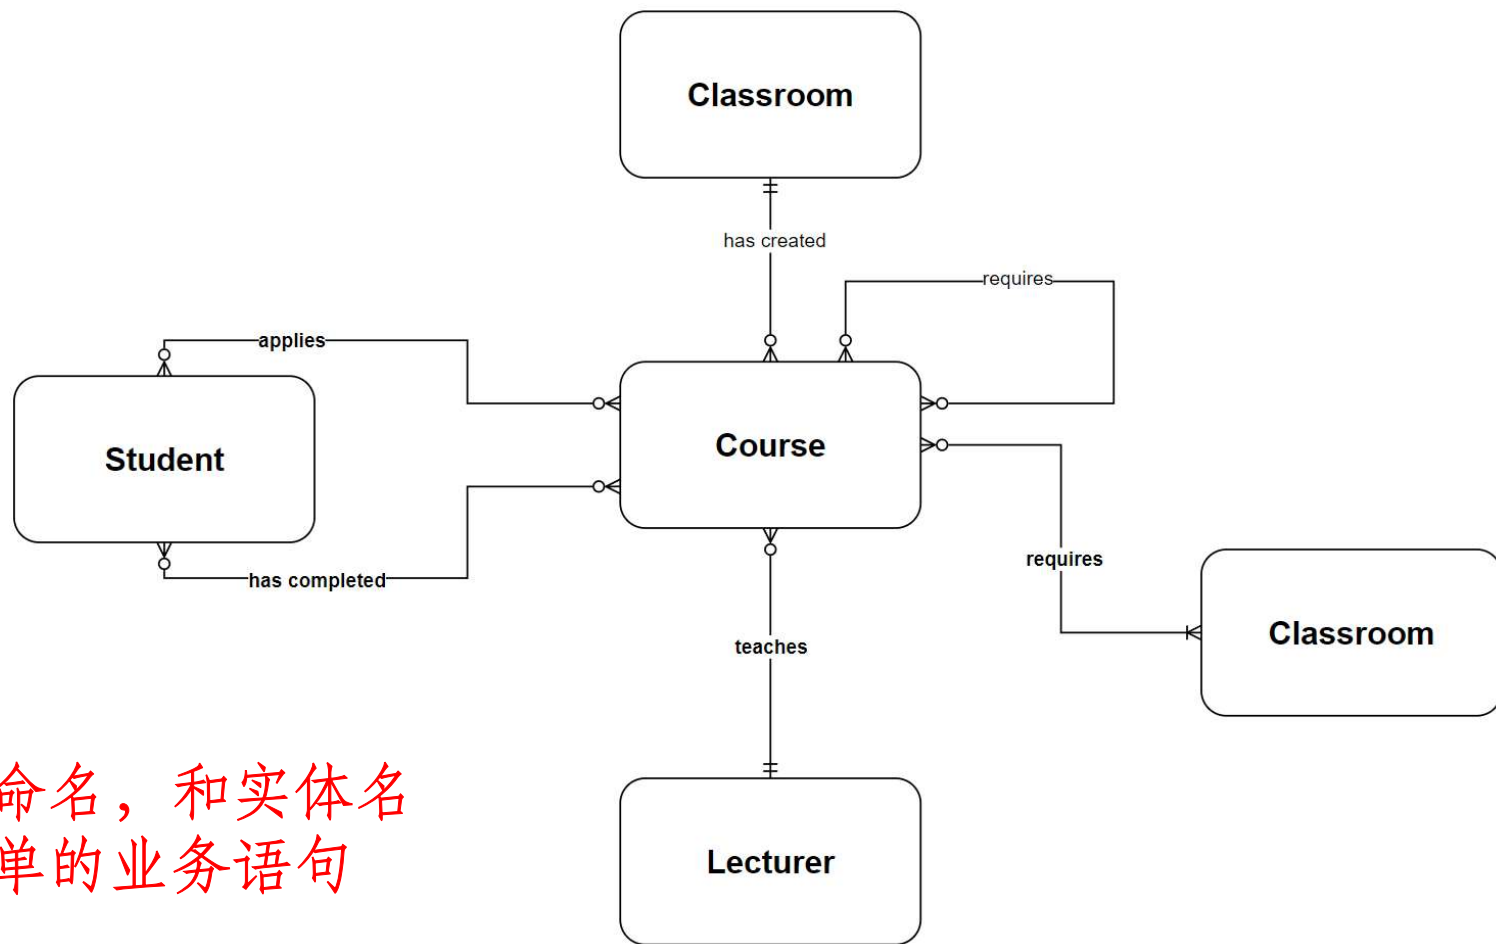 Classroom
has created
requires
applies
Student
Course
has completed
requires
teaches
Classroom
Lecturer
命名，和实体名
单的业务语句